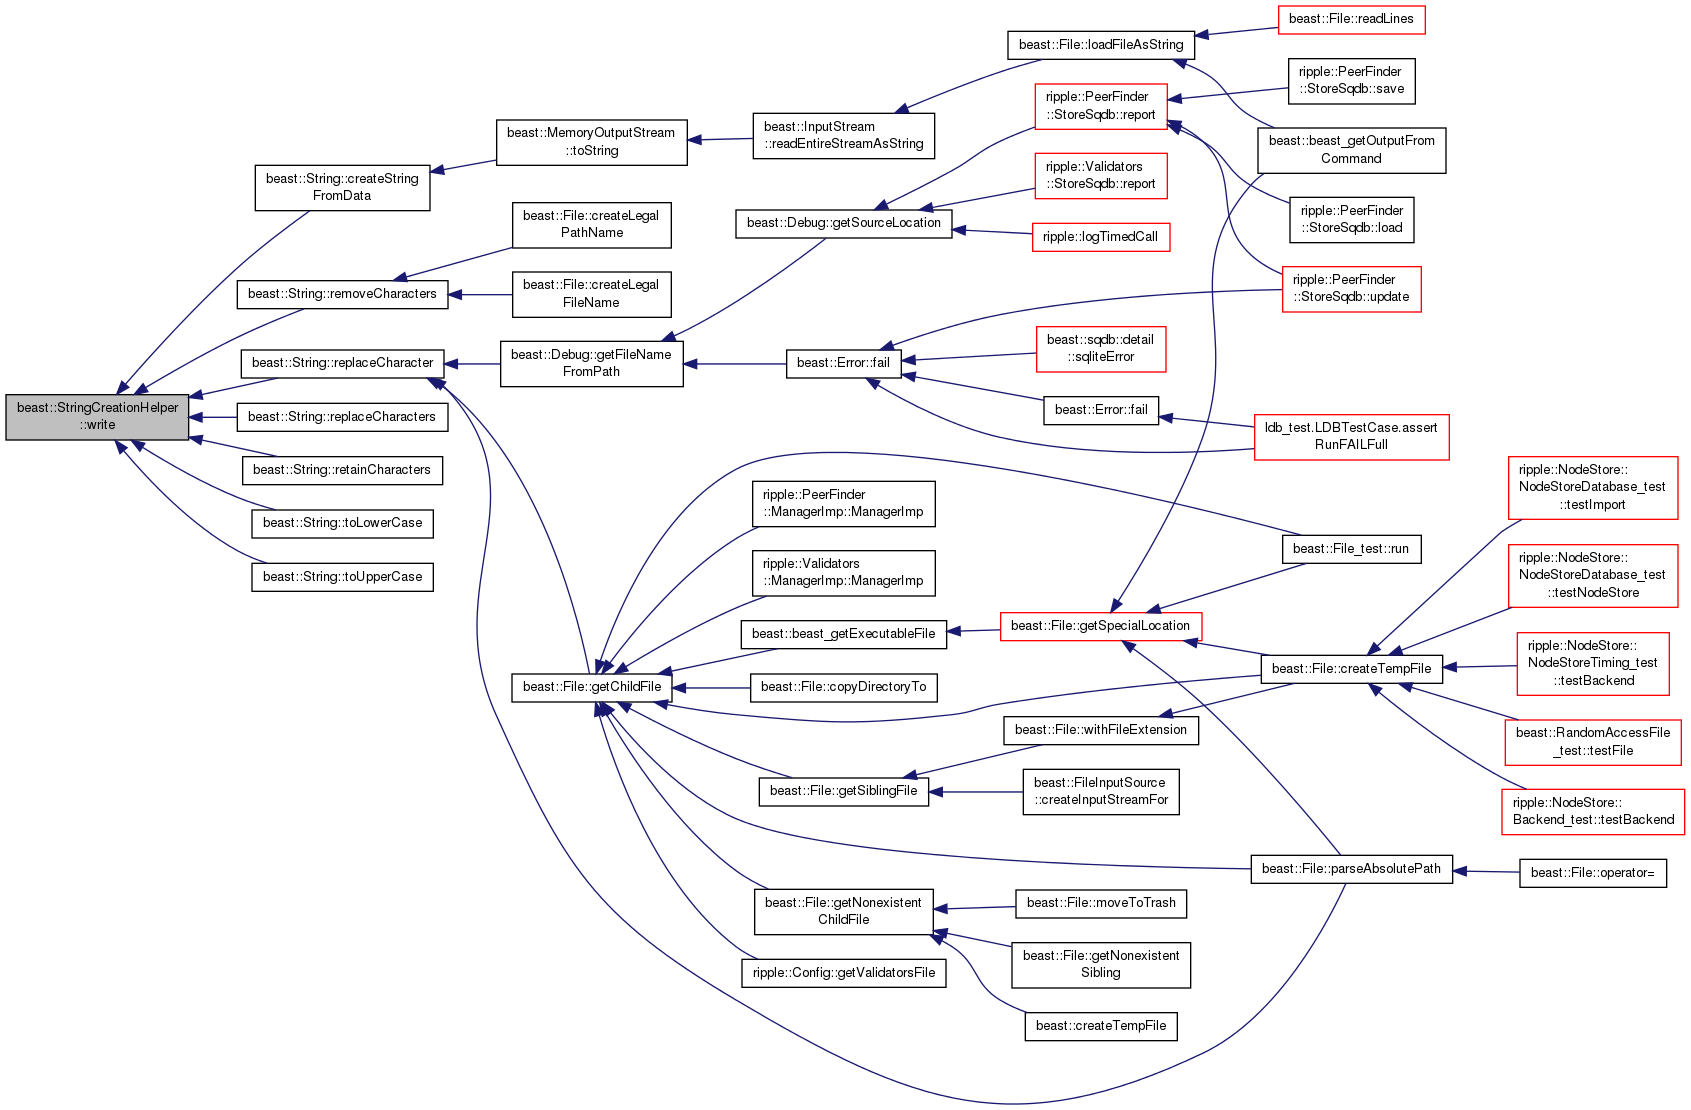 beast::StringCreationHelper
::write
beast::String::createString
FromData
beast::String::removeCharacters
beast::String::replaceCharacter
beast::String::replaceCharacters
beast::String::retainCharacters
beast::String::toLowerCase
beast::String::toUpperCase
beast::MemoryOutputStream
::toString
beast::File::createLegal
PathName
beast::File::createLegal
FileName
beast::Debug::getFileName
FromPath
beast::File::getChildFile
beast::InputStream
::readEntireStreamAsString
beast::Debug::getSourceLocation
beast::Error::fail
ripple::PeerFinder
::ManagerImp::ManagerImp
ripple::Validators
::ManagerImp::ManagerImp
beast::beast_getExecutableFile
beast::File::copyDirectoryTo
beast::File::getSiblingFile
beast::File::getNonexistent
ChildFile
ripple::Config::getValidatorsFile
beast::File::loadFileAsString
ripple::PeerFinder
::StoreSqdb::report
ripple::Validators
::StoreSqdb::report
ripple::logTimedCall
beast::sqdb::detail
::sqliteError
beast::Error::fail
beast::File::getSpecialLocation
beast::File::withFileExtension
beast::FileInputSource
::createInputStreamFor
beast::File::moveToTrash
beast::File::getNonexistent
Sibling
beast::createTempFile
beast::File::readLines
ripple::PeerFinder
::StoreSqdb::save
beast::beast_getOutputFrom
Command
ripple::PeerFinder
::StoreSqdb::load
ripple::PeerFinder
::StoreSqdb::update
ldb_test.LDBTestCase.assert
RunFAILFull
beast::File_test::run
beast::File::createTempFile
beast::File::parseAbsolutePath
ripple::NodeStore::
NodeStoreDatabase_test
::testImport
ripple::NodeStore::
NodeStoreDatabase_test
::testNodeStore
ripple::NodeStore::
NodeStoreTiming_test
::testBackend
beast::RandomAccessFile
_test::testFile
ripple::NodeStore::
Backend_test::testBackend
beast::File::operator=